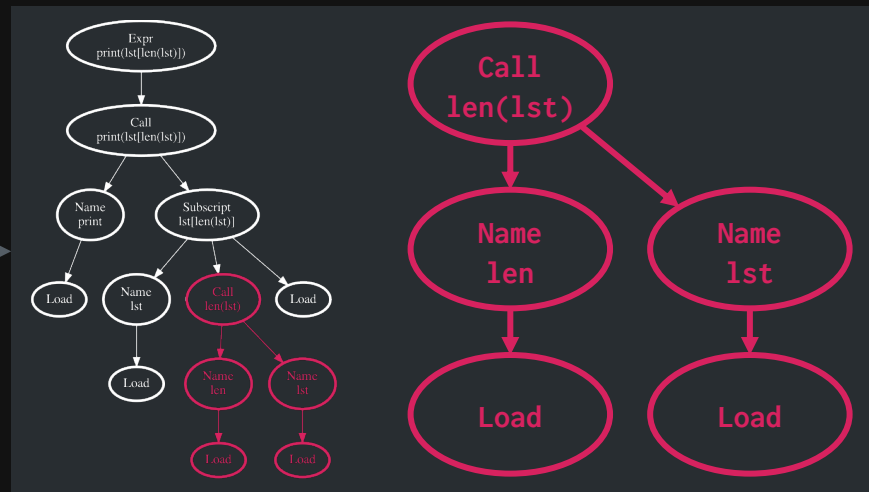 Expr
print(lst[len(lst)])
Call
print(lst[len(lst)])
Name
print
Subscript
lst[len(lst)]
Load
Name
lst
Call
len(lst)
Load
Load
Name
len
Name
lst
Load
Load
Call
len(lst)
Name
len
Name
lst
Load
Load